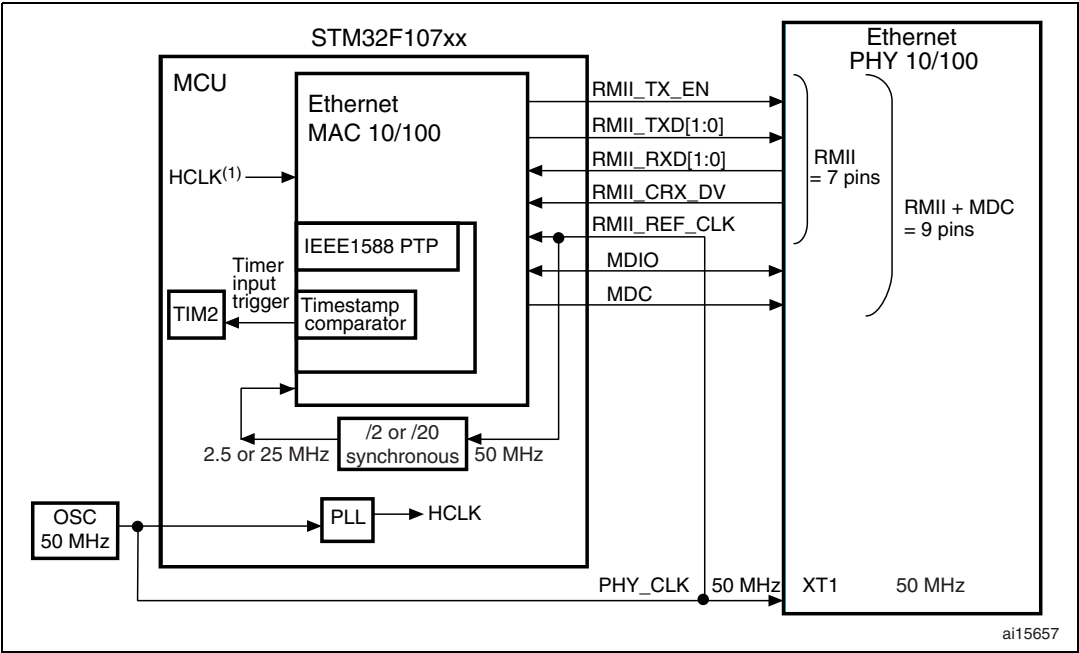 STM32F107xx
MCU
Ethernet
MAC 10/100
HCLK(1)
IEEE1588 PTP
Timer
input
trigger
TIM2
Timestamp
comparator
/2 or /20
synchronous
2.5 or 25 MHz
50 MHz
OSC
50 MHz
PLL
HCLK
RMII_TX_EN
RMII_TXD[1:0]
RMII_RXD[1:0]
RMII_CRX_DV
RMII_REF_CLK
MDIO
MDC
PHY_CLK
50 MHz
Ethernet
PHY 10/100
RMII
= 7 pins
RMII + MDC
= 9 pins
XT1
50 MHz
ai15657